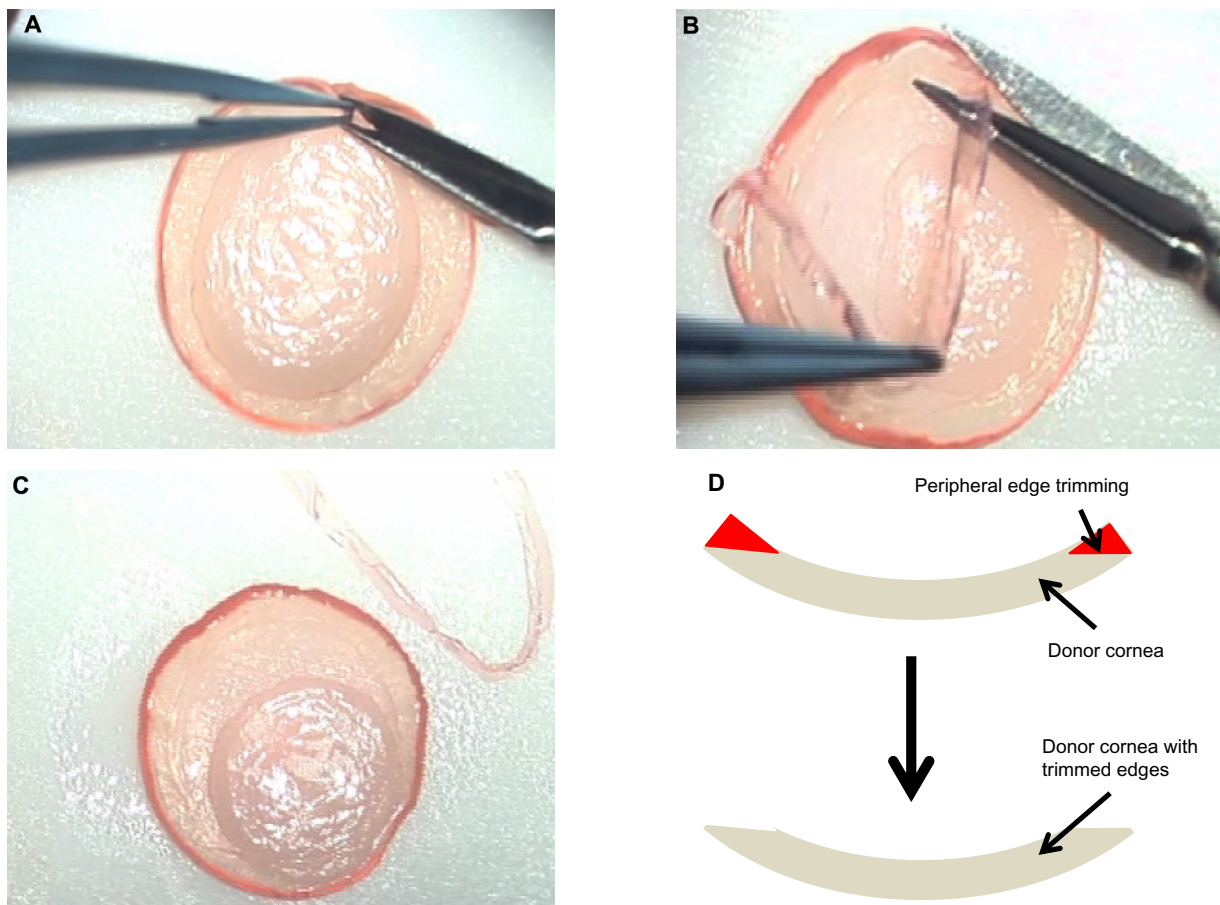 A
B
C
D
Peripheral edge trimming
Donor cornea
Donor cornea with
trimmed edges